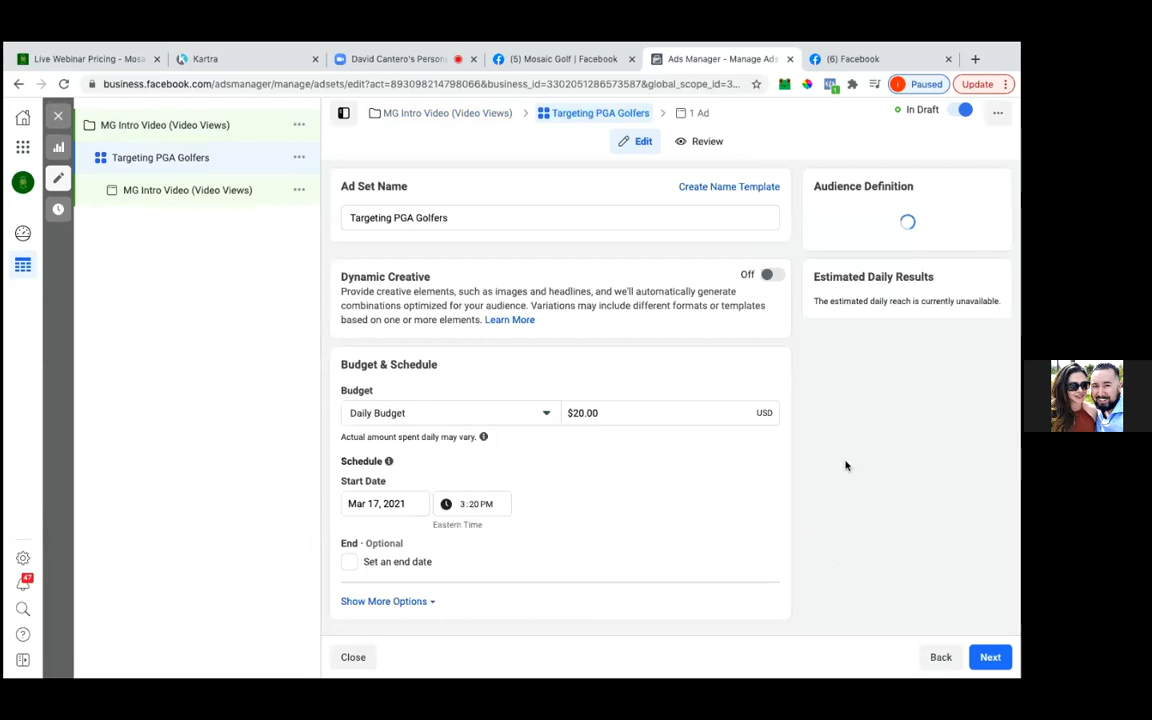 Live Webinar Pricing - Mosa
Kartra
David Cantero's Person
(5) Mosaic Golf | Facebook
Ads Manager - Manage Ads
(6) Facebook
business.facebook.com/adsmanager/manage/adsets/edit?act=893098214798066&business_id=330205128657387&global_scope_id=3...
Paused
Update
MG Intro Video (Video Views)
Targeting PGA Golfers
MG Intro Video (Video Views)
47
MG Intro Video (Video Views)
Targeting PGA Golfers
1 Ad
In Draft
Edit
Review
Ad Set Name
Create Name Template
Targeting PGA Golfers
Dynamic Creative
Off
Provide creative elements, such as images and headlines, and we'll automatically generate
combinations optimized for your audience. Variations may include different formats or templates
based on one or more elements. Learn More
Budget & Schedule
Budget
Daily Budget
$20.00
USD
Actual amount spent daily may vary.
Schedule
Start Date
Mar 17, 2021
3:20PM
Eastern Time
End · Optional
Set an end date
Show More Options
Close
Back
Next
Audience Definition
Estimated Daily Results
The estimated daily reach is currently unavailable.